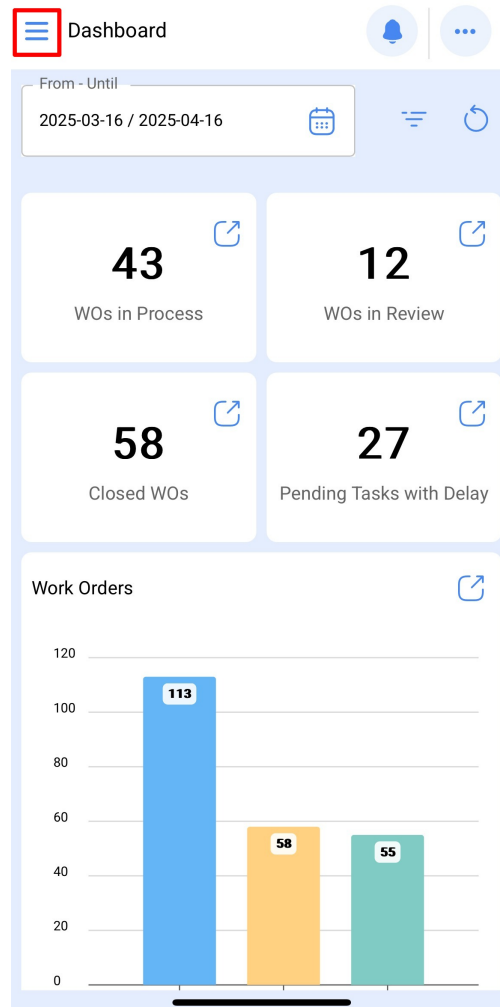 Dashboard
From - Until
2025-03-16 / 2025-04-16
43
WOs in Process
12
WOs in Review
58
Closed WOs
27
Pending Tasks with Delay
Work Orders
120
100
80
60
40
20
0
113
58
55